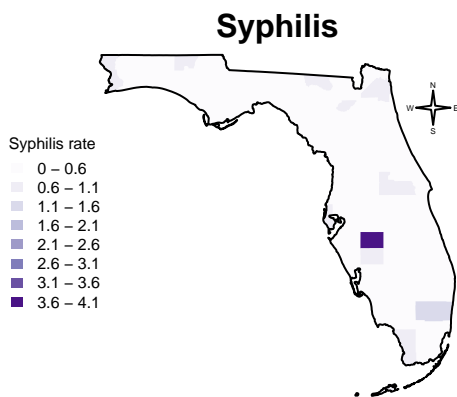 Syphilis
N
W E
S
Syphilis rate
0 – 0.6
0.6 – 1.1
1.1 – 1.6
1.6 – 2.1
2.1 – 2.6
2.6 – 3.1
3.1 – 3.6
3.6 – 4.1